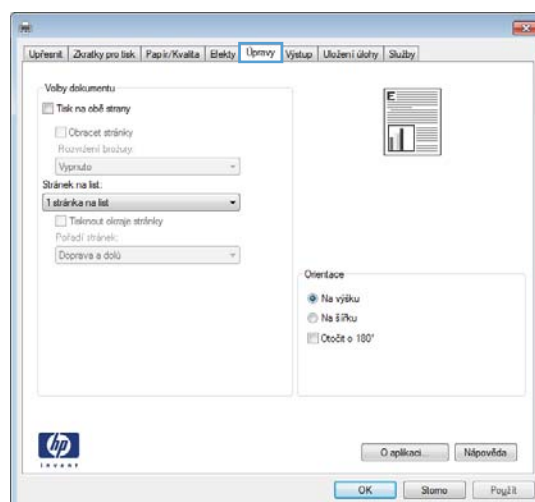 Upřesnit Zkratky pro tisk Papír/Kvalita Efekty Úpravy Výstup Uložení úlohy Služby
Volby dokumentu
Tisk na obě strany
Obracet stránky
Rozvržení brožury:
Vypnuto
Stránek na list:
1 stránka na list
Tisknout okraje stránky
Pořadí stránek:
Doprava a dolů
E
Orientace
Na výšku
Na šířku
Otočit o 180°
hp
invent
O aplikaci...
Nápověda
OK
Storno
Použít